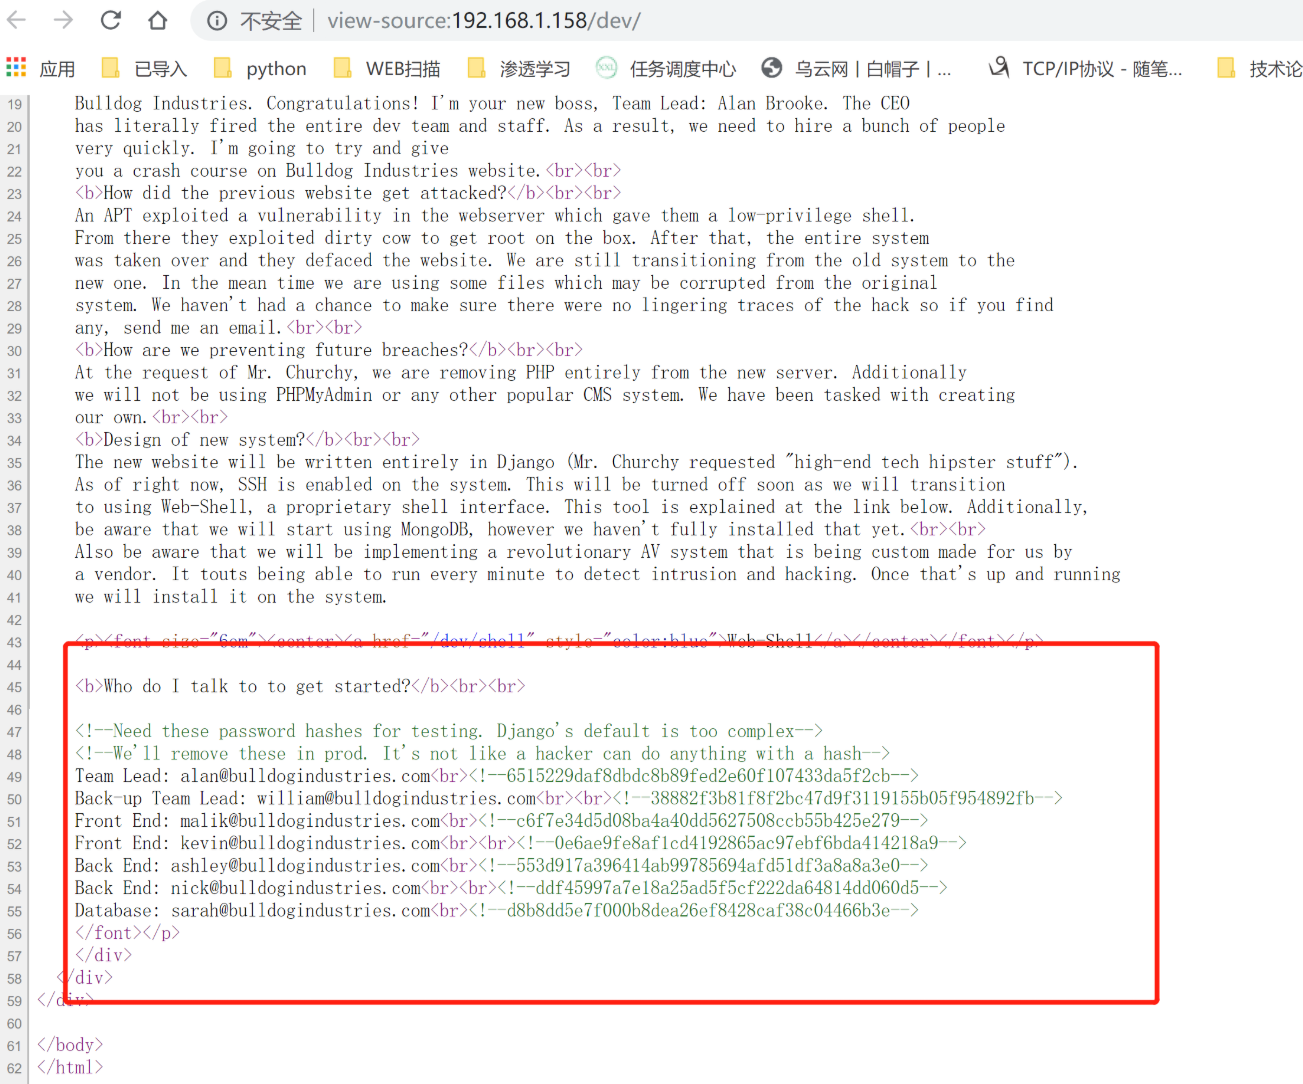 不安全 | view-source:192.168.1.158/dev/
应用 已导入 python WEB扫描 渗透学习 XXL 任务调度中心 乌云网 | 白帽子 | ... TCP/IP协议 - 随笔... 技术论
19 Bulldog Industries. Congratulations! I'm your new boss, Team Lead: Alan Brooke. The CEO
20 has literally fired the entire dev team and staff. As a result, we need to hire a bunch of people
21 very quickly. I'm going to try and give
22 you a crash course on Bulldog Industries website.<br><br>
23 <b>How did the previous website get attacked?</b><br><br>
24 An APT exploited a vulnerability in the webserver which gave them a low-privilege shell.
25 From there they exploited dirty cow to get root on the box. After that, the entire system
26 was taken over and they defaced the website. We are still transitioning from the old system to the
27 new one. In the mean time we are using some files which may be corrupted from the original
28 system. We haven't had a chance to make sure there were no lingering traces of the hack so if you find
29 any, send me an email.<br><br>
30 <b>How are we preventing future breaches?</b><br><br>
31 At the request of Mr. Churchy, we are removing PHP entirely from the new server. Additionally
32 we will not be using PHPMyAdmin or any other popular CMS system. We have been tasked with creating
33 our own.<br><br>
34 <b>Design of new system?</b><br><br>
35 The new website will be written entirely in Django (Mr. Churchy requested "high-end tech hipster stuff").
36 As of right now, SSH is enabled on the system. This will be turned off soon as we will transition
37 to using Web-Shell, a proprietary shell interface. This tool is explained at the link below. Additionally,
38 be aware that we will start using MongoDB, however we haven't fully installed that yet.<br><br>
39 Also be aware that we will be implementing a revolutionary AV system that is being custom made for us by
40 a vendor. It touts being able to run every minute to detect intrusion and hacking. Once that's up and running
41 we will install it on the system.
42
43 <p><font size="6em"><center><a href="/dev/shell" style="color:blue">Web-Shell</a></center></font></p>
44
45 <b>Who do I talk to to get started?</b><br><br>
46
47 <!--Need these password hashes for testing. Django's default is too complex-->
48 <!--We'll remove these in prod. It's not like a hacker can do anything with a hash-->
49 Team Lead: alan@bulldogindustries.com<br><!--6515229daf8dbdc8b89fed2e60f107433da5f2cb-->
50 Back-up Team Lead: william@bulldogindustries.com<br><br><!--38882f3b81f8f2bc47d9f3119155b05f954892fb-->
51 Front End: malik@bulldogindustries.com<br><!--c6f7e34d5d08ba4a40dd5627508ccb55b425e279-->
52 Front End: kevin@bulldogindustries.com<br><br><!--0e6ae9fe8af1cd4192865ac97ebf6bda414218a9-->
53 Back End: ashley@bulldogindustries.com<br><!--553d917a396414ab99785694afd51df3a8a8a3e0-->
54 Back End: nick@bulldogindustries.com<br><br><!--ddf45997a7e18a25ad5f5cf222da64814dd060d5-->
55 Database: sarah@bulldogindustries.com<br><!--d8b8dd5e7f000b8dea26ef8428caf38c04466b3e-->
56 </font></p>
57 </div>
58 </div>
59 </div>
60
61 </body>
62 </html>